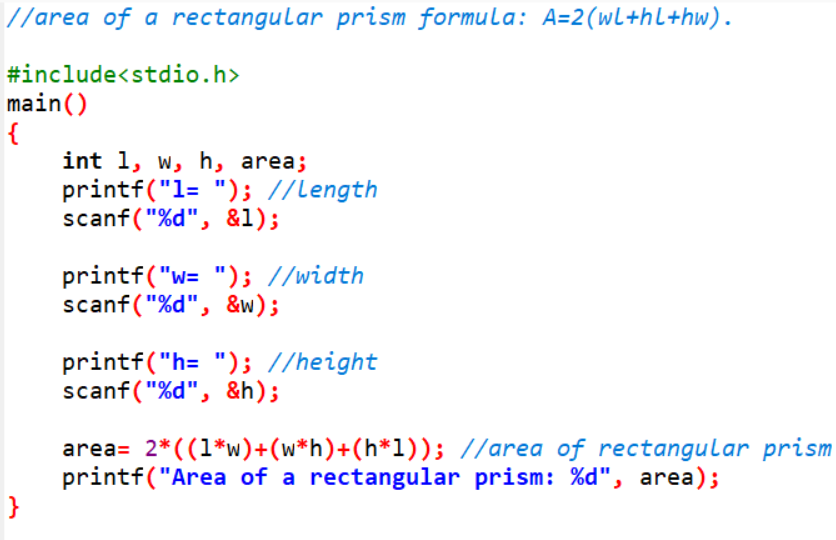 //area of a rectangular prism formula: A=2(wl+hl+hw).
#include<stdio.h>
main()
{
int l, w, h, area;
printf("l= "); //length
scanf("%d", &l);
printf("w= "); //width
scanf("%d", &w);
printf("h= "); //height
scanf("%d", &h);
area= 2*((l*w)+(w*h)+(h*l)); //area of rectangular prism
printf("Area of a rectangular prism: %d", area);
}